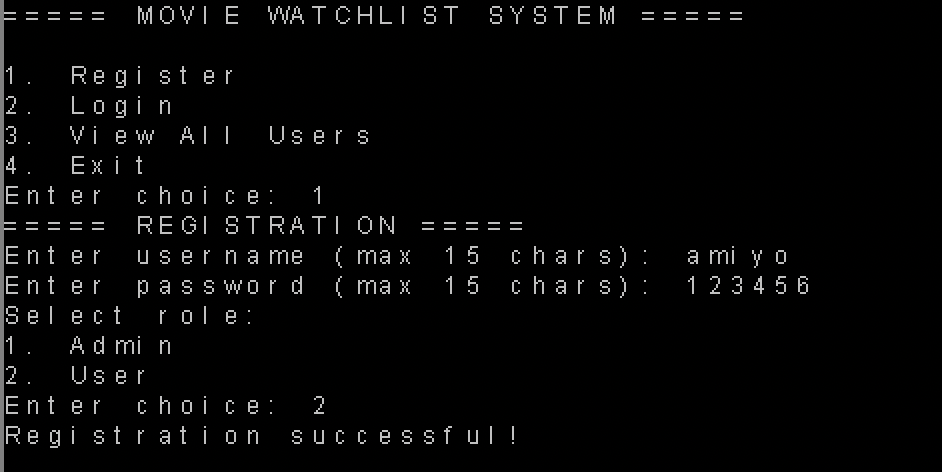 ===== MOVIE WATCHLIST SYSTEM =====
1. Register
2. Login
3. View All Users
4. Exit
Enter choice: 1
===== REGISTRATION =====
Enter username (max 15 chars): amiyo
Enter password (max 15 chars): 123456
Select role:
1. Admin
2. User
Enter choice: 2
Registration successful!